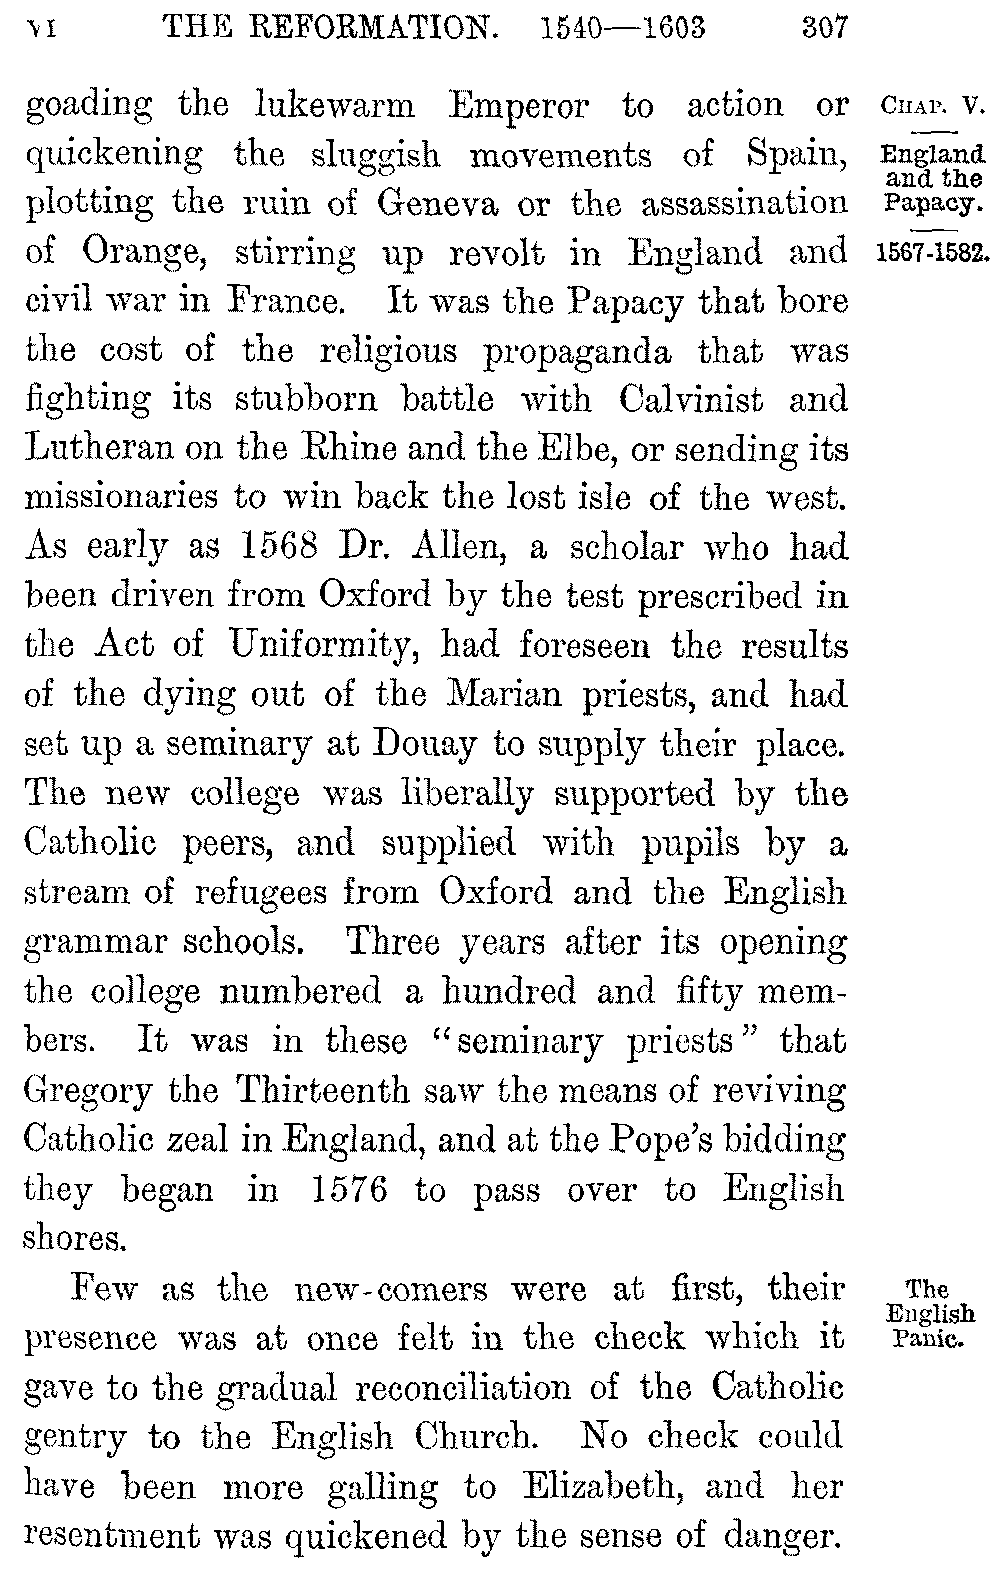 VI THE REFORMATION. 1540—1603 307
goading the lukewarm Emperor to action or
quickening the sluggish movements of Spain,
plotting the ruin of Geneva or the assassination
of Orange, stirring up revolt in England and
civil war in France. It was the Papacy that bore
the cost of the religious propaganda that was
fighting its stubborn battle with Calvinist and
Lutheran on the Rhine and the Elbe, or sending its
missionaries to win back the lost isle of the west.
As early as 1568 Dr. Allen, a scholar who had
been driven from Oxford by the test prescribed in
the Act of Uniformity, had foreseen the results
of the dying out of the Marian priests, and had
set up a seminary at Douay to supply their place.
The new college was liberally supported by the
Catholic peers, and supplied with pupils by a
stream of refugees from Oxford and the English
grammar schools. Three years after its opening
the college numbered a hundred and fifty mem-
bers. It was in these "seminary priests" that
Gregory the Thirteenth saw the means of reviving
Catholic zeal in England, and at the Pope's bidding
they began in 1576 to pass over to English
shores.
Few as the new-comers were at first, their
presence was at once felt in the check which it
gave to the gradual reconciliation of the Catholic
gentry to the English Church. No check could
have been more galling to Elizabeth, and her
resentment was quickened by the sense of danger.
CHAP. V.
England
and the
Papacy.
1567-1582.
The
English
Panic.